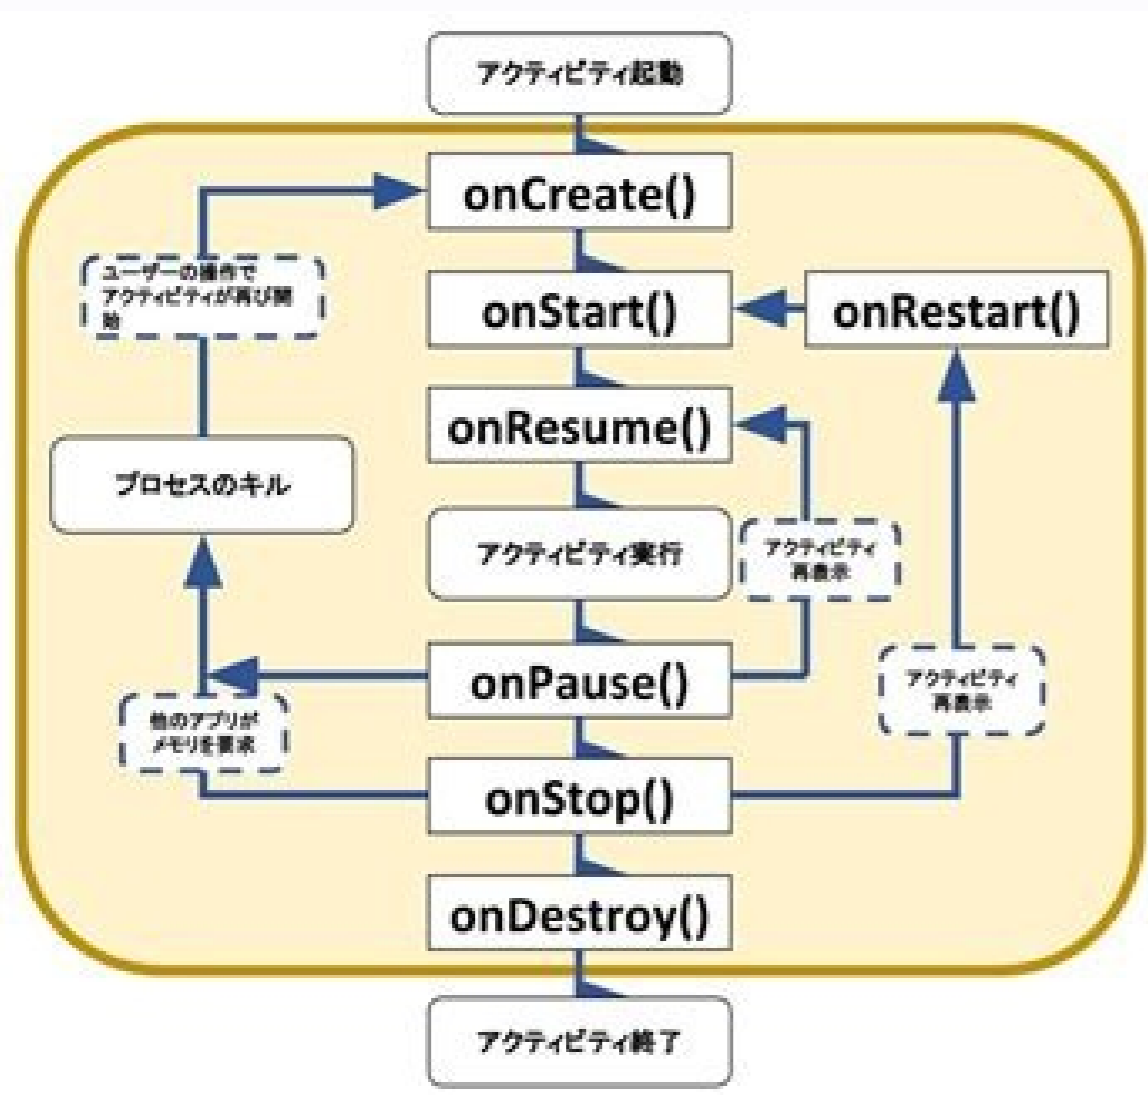 アクティビティ起動
onCreate()
ユーザーの操作で
アクティビティが再び開
始
onStart()
onRestart()
onResume()
プロセスのキル
アクティビティ実行
アクティビティ
再表示
onPause()
アクティビティ
再表示
他のアプリが
メモリを要求
onStop()
onDestroy()
アクティビティ終了